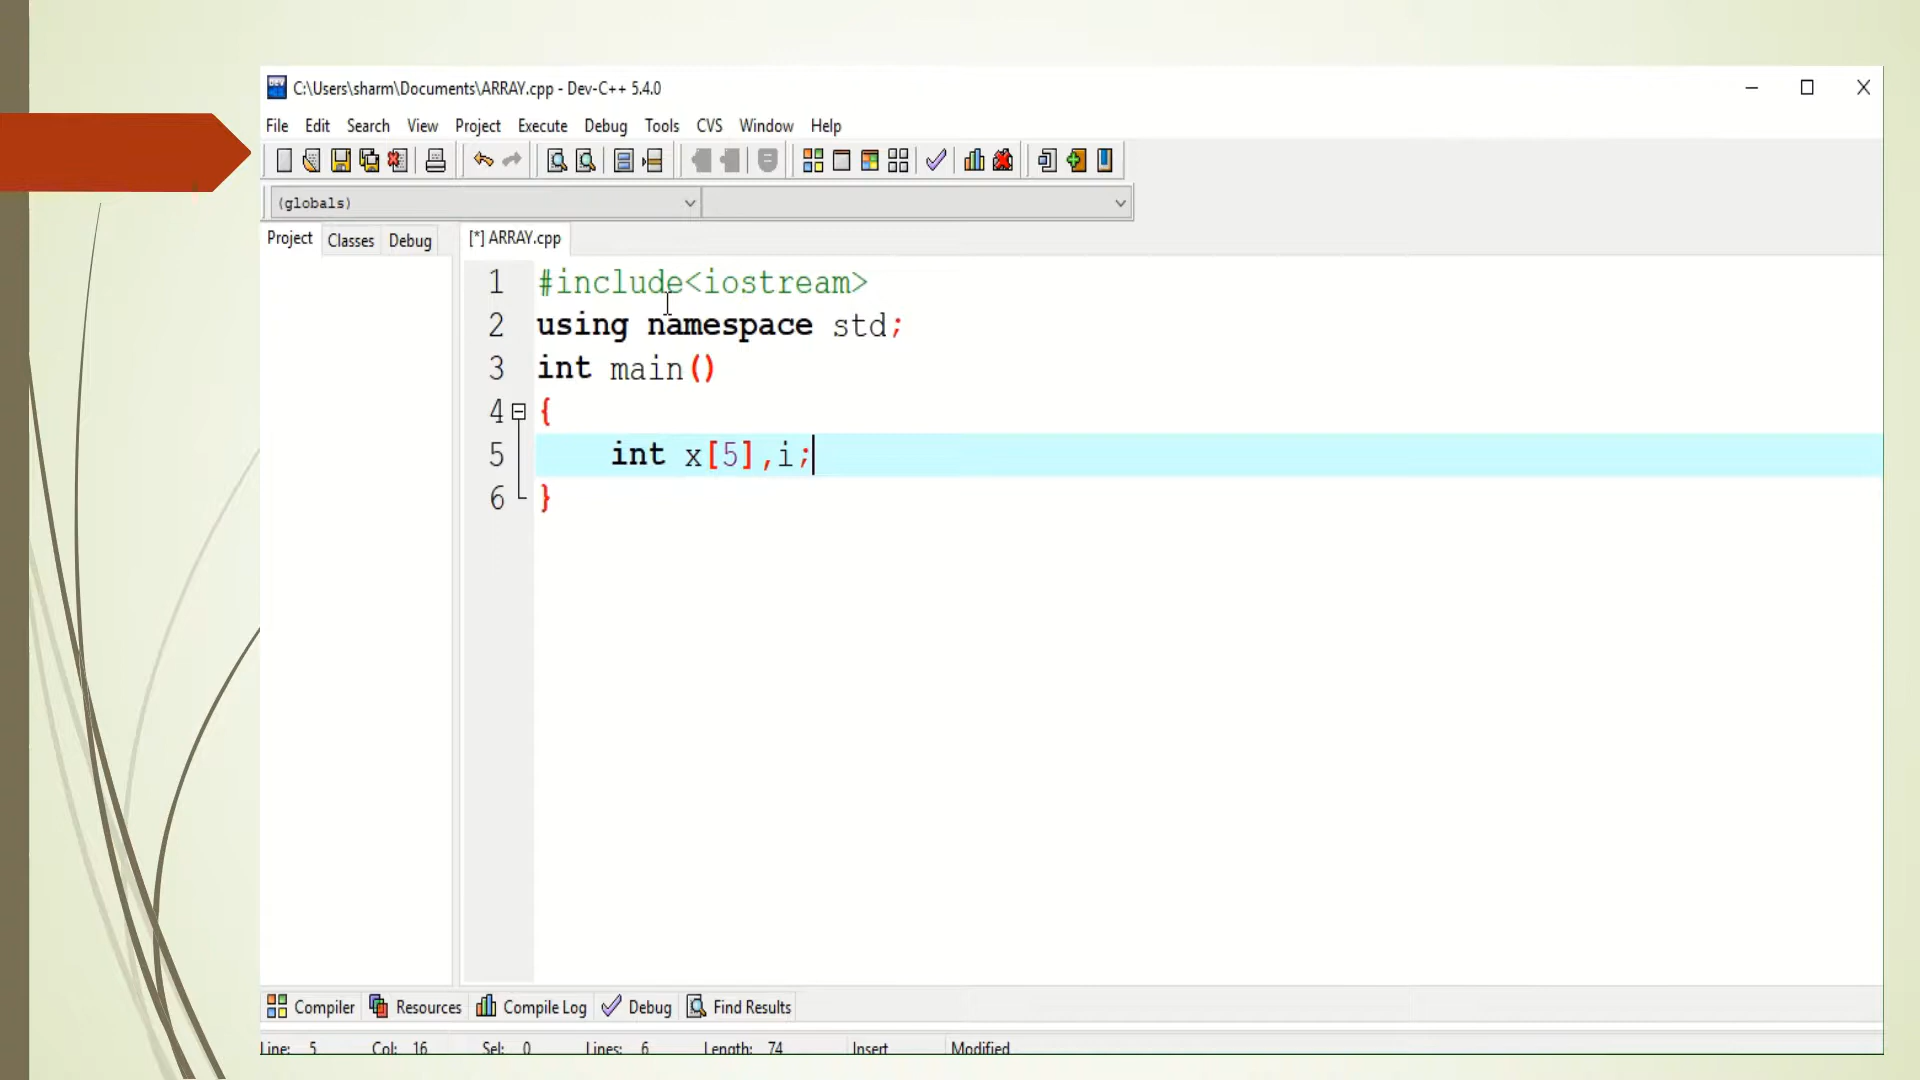 C:\Users\sharm\Documents\ARRAY.cpp - Dev-C++ 5.4.0
File Edit Search View Project Execute Debug Tools CVS Window Help
(globals)
Project Classes Debug [*] ARRAY.cpp
1 #include<iostream>
2 using namespace std;
3 int main()
4 {
5 int x[5],i;
6 }
Compiler Resources Compile Log Debug Find Results
Line: 5 Col: 16 Sel: 0 Lines: 6 Length: 74 Insert Modified